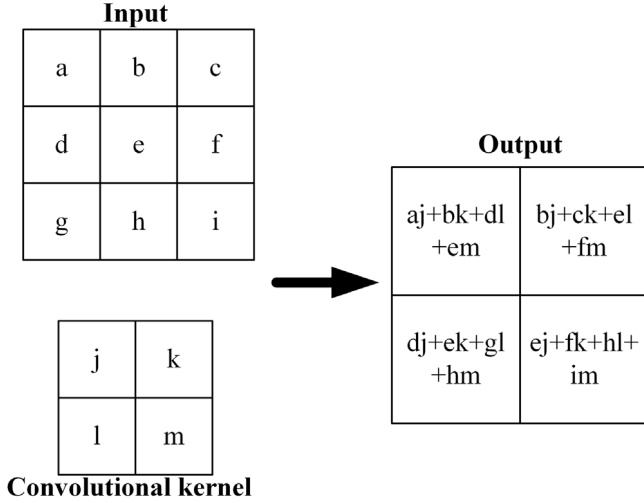 Input
a b c
d e f
g h i
j k
l m
Convolutional kernel
Output
aj+bk+dl
+em
bj+ck+el
+fm
dj+ek+gl
+hm
ej+fk+hl+
im